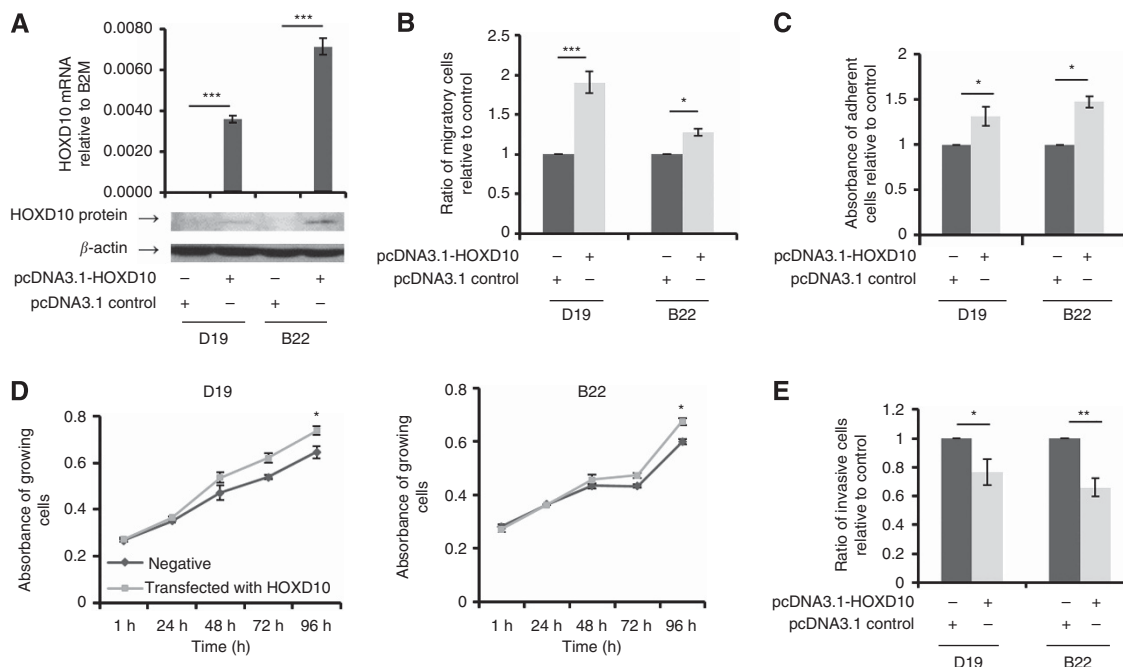 A
HOXD10 mRNA
relative to B2M
0.0080
0.0060
0.0040
0.0020
0.0000
***
***
HOXD10 protein →
β-actin →
pcDNA3.1-HOXD10 – + – +
pcDNA3.1 control + – + –
D19 B22
B
Ratio of migratory cells
relative to control
2.5
2
1.5
1
0.5
0
***
*
pcDNA3.1-HOXD10 – + – +
pcDNA3.1 control + – + –
D19 B22
C
Absorbance of adherent
cells relative to control
2
1.5
1
0.5
0
*
*
pcDNA3.1-HOXD10 – + – +
pcDNA3.1 control + – + –
D19 B22
D
D19
Absorbance of growing
cells
0.8
0.6
0.4
0.2
0
*
Negative
Transfected with HOXD10
1 h 24 h 48 h 72 h 96 h
Time (h)
B22
Absorbance of growing
cells
0.8
0.6
0.4
0.2
0
*
1 h 24 h 48 h 72 h 96 h
Time (h)
E
Ratio of invasive cells
relative to control
1.2
1
0.8
0.6
0.4
0.2
0
*
**
pcDNA3.1-HOXD10 – + – +
pcDNA3.1 control + – + –
D19 B22